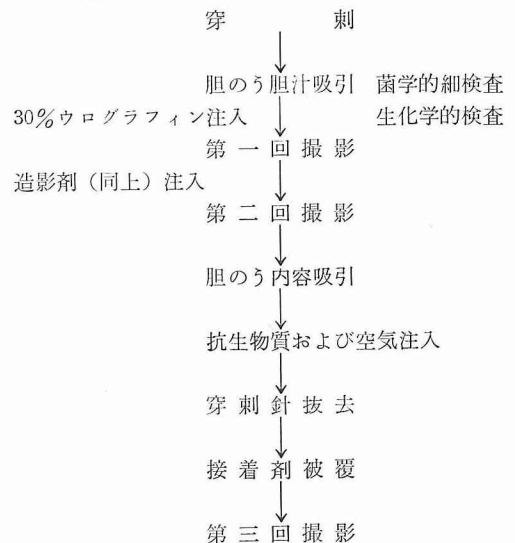 穿刺
胆のう胆汁吸引 菌学的細検査
30%ウログラフィン注入 生化学的検査
第一回撮影
造影剤（同上）注入
第二回撮影
胆のう内容吸引
抗生物質および空気注入
穿刺針抜去
接着剤被覆
第三回撮影